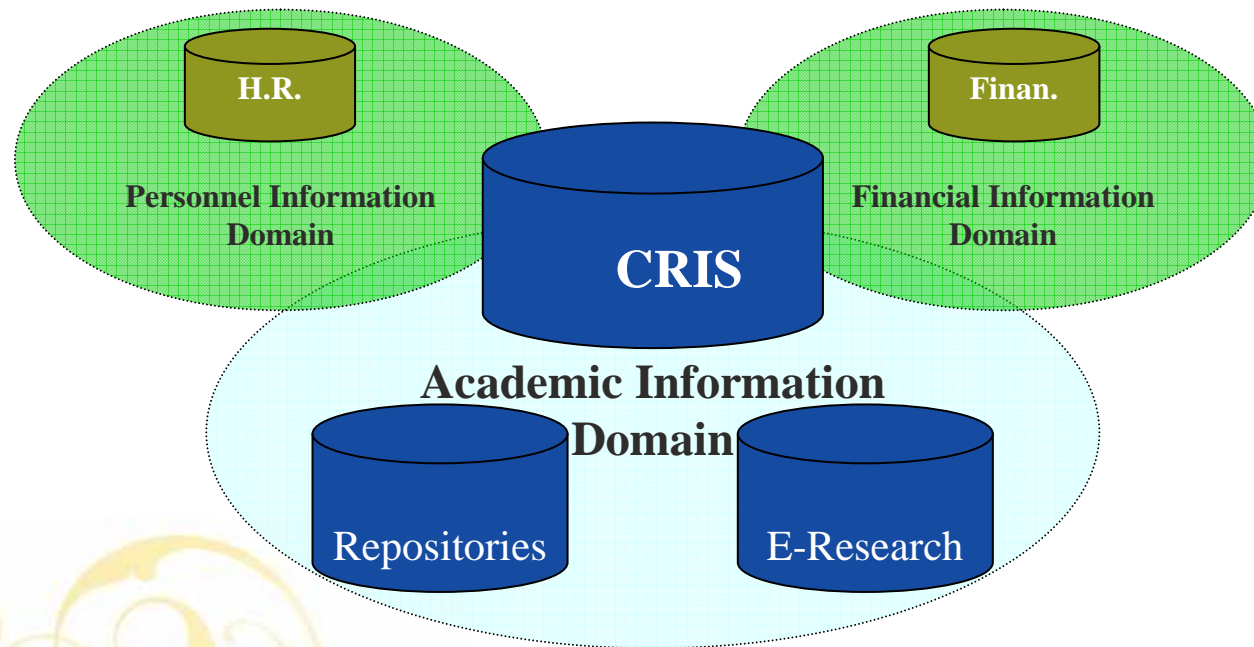 H.R.
Finan.
Personnel Information
Domain
Financial Information
Domain
CRIS
Academic Information
Domain
Repositories
E-Research